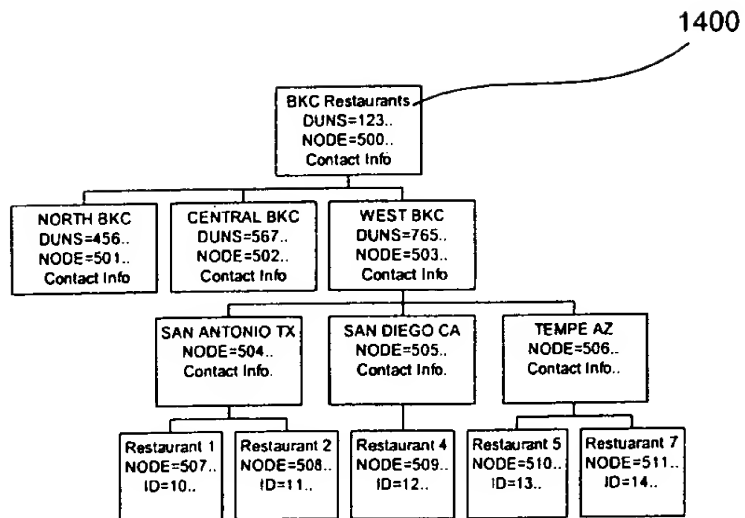 1400
BKC Restaurants
DUNS=123..
NODE=500..
Contact Info
NORTH BKC
DUNS=456..
NODE=501..
Contact Info
CENTRAL BKC
DUNS=567..
NODE=502..
Contact Info
WEST BKC
DUNS=765..
NODE=503..
Contact Info
SAN ANTONIO TX
NODE=504..
Contact Info.
SAN DIEGO CA
NODE=505..
Contact Info.
TEMPE AZ
NODE=506..
Contact Info..
Restaurant 1
NODE=507..
ID=10..
Restaurant 2
NODE=508..
ID=11..
Restaurant 4
NODE=509..
ID=12..
Restaurant 5
NODE=510..
ID=13..
Restuarant 7
NODE=511..
ID=14..